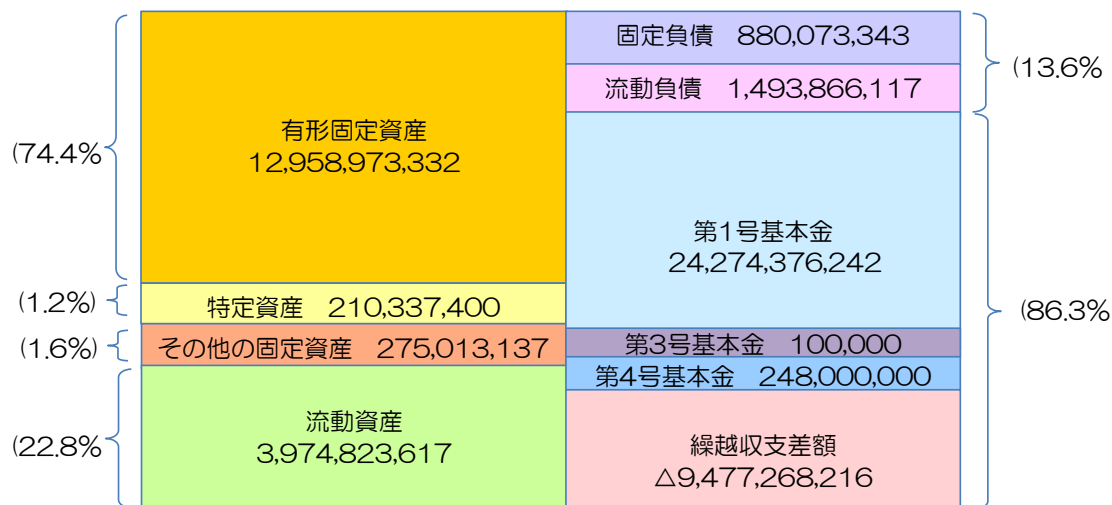 (74.4%
有形固定資産
12,958,973,332
(1.2%)
特定資産 210,337,400
(1.6%)
その他の固定資産 275,013,137
(22.8%
流動資産
3,974,823,617
固定負債 880,073,343
流動負債 1,493,866,117
(13.6%
第1号基本金
24,274,376,242
第3号基本金 100,000
第4号基本金 248,000,000
繰越収支差額
△9,477,268,216
(86.3%